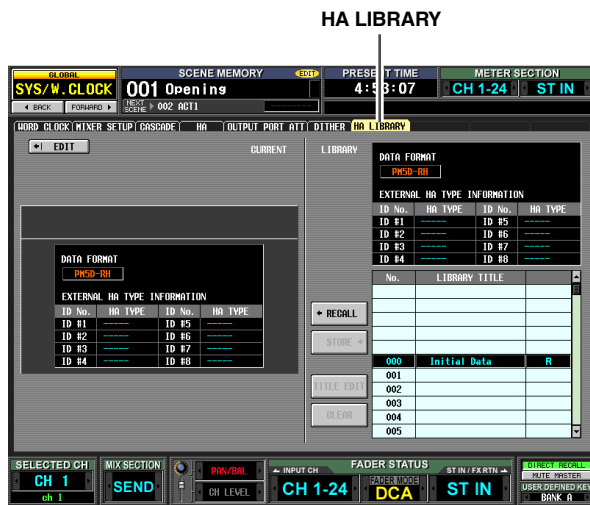 HA LIBRARY
GLOBAL
SYS/W.CLOCK
BACK
FORWARD
SCENE MEMORY
EDIT
001 Opening
NEXT SCENE 002 ACT1
PRESENT TIME
4:53:07
METER SECTION
CH 1-24
ST IN
WORD CLOCK MIXER SETUP CASCADE HA OUTPUT PORT ATT DITHER HA LIBRARY
EDIT
CURRENT
LIBRARY
DATA FORMAT
PM5D-RH
EXTERNAL HA TYPE INFORMATION
ID No. HA TYPE ID No. HA TYPE
ID #1 ----- ID #5 -----
ID #2 ----- ID #6 -----
ID #3 ----- ID #7 -----
ID #4 ----- ID #8 -----
DATA FORMAT
PM5D-RH
EXTERNAL HA TYPE INFORMATION
ID No. HA TYPE ID No. HA TYPE
ID #1 ----- ID #5 -----
ID #2 ----- ID #6 -----
ID #3 ----- ID #7 -----
ID #4 ----- ID #8 -----
RECALL
STORE
TITLE EDIT
CLEAR
No. LIBRARY TITLE
000 Initial Data R
001
002
003
004
005
SELECTED CH
CH 1
ch 1
MIX SECTION
SEND
PAN/BAL
CH LEVEL
FADER STATUS
INPUT CH
CH 1-24
FADER MODE
DCA
ST IN / FX RTN
ST IN
DIRECT RECALL
MUTE MASTER
USER DEFINED KEY
BANK A